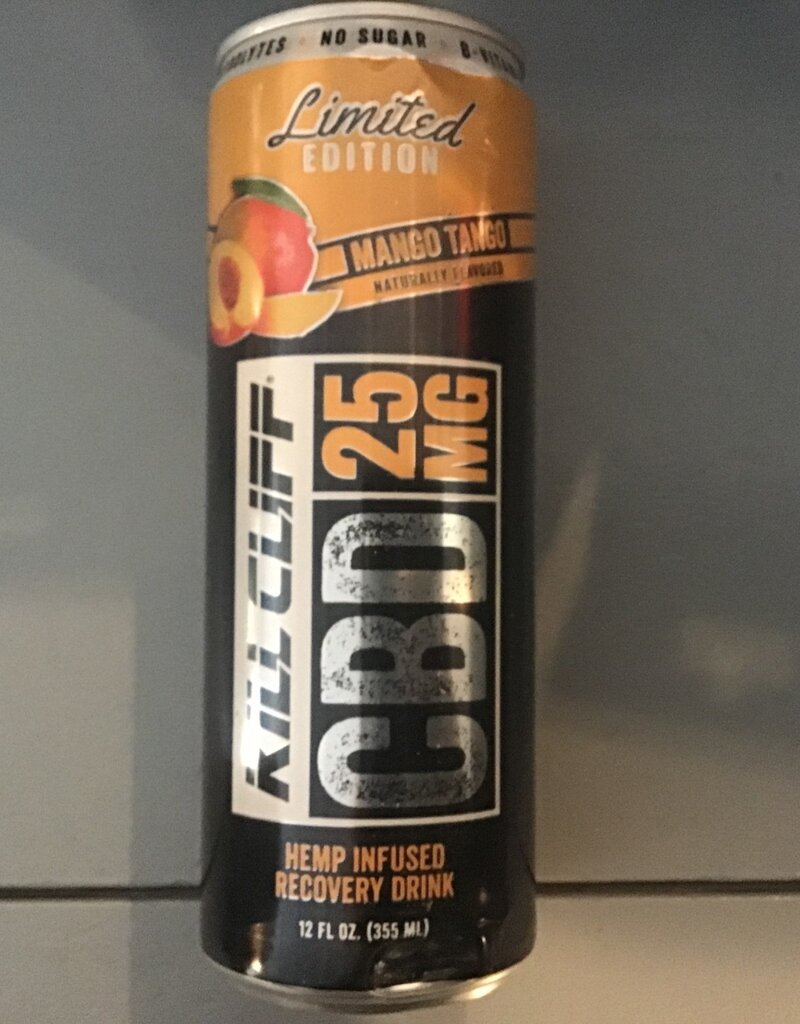 NO SUGAR
Limited
EDITION
MANGO TANGO
NATURALLY FLAVORED
KILL CLIFF®
CBD 25
MG
HEMP INFUSED
RECOVERY DRINK
12 FL OZ. (355 ML)